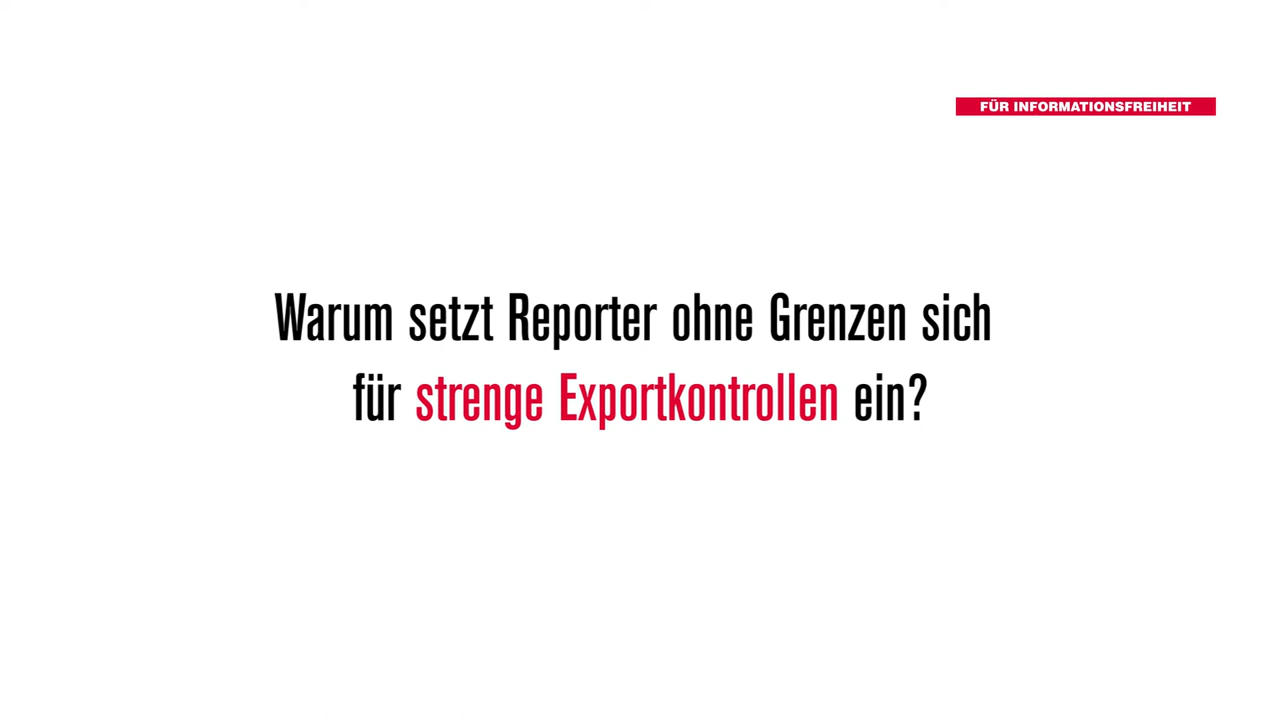 FÜR INFORMATIONSFREIHEIT
Warum setzt Reporter ohne Grenzen sich
für strenge Exportkontrollen ein?